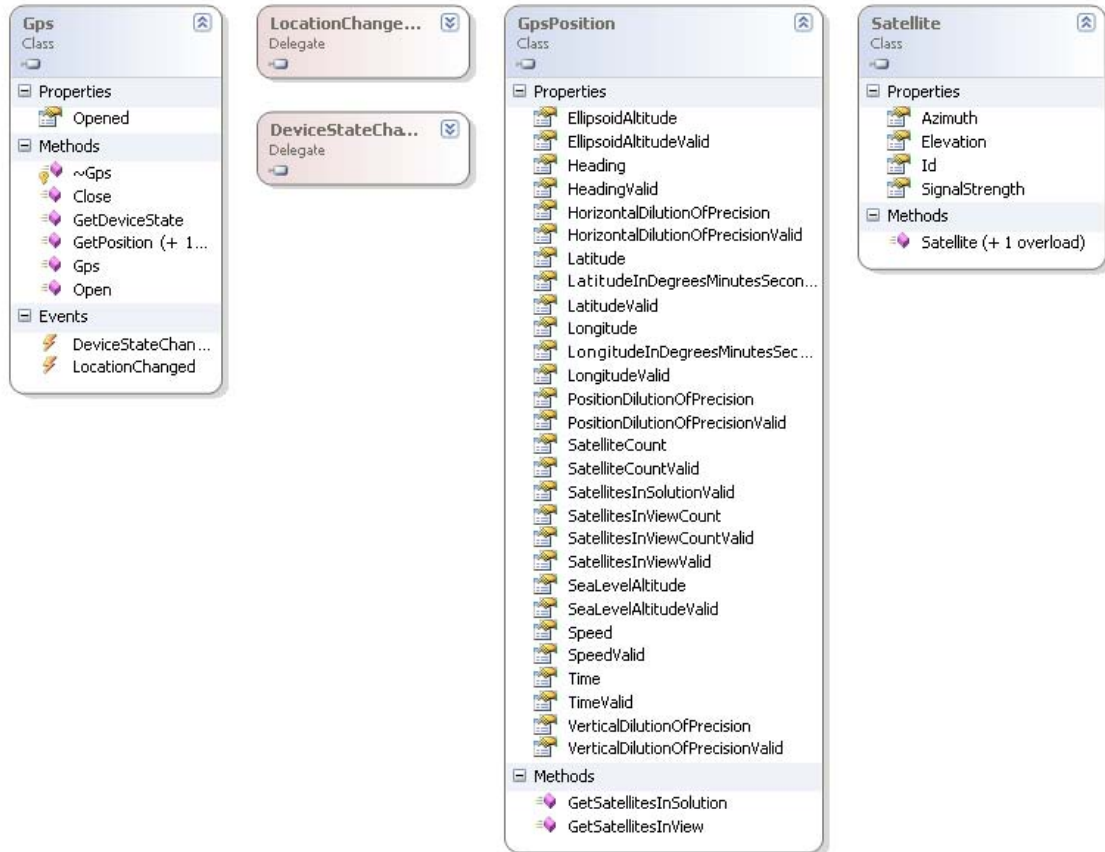 Gps
Class
Properties
Opened
Methods
~Gps
Close
GetDeviceState
GetPosition (+ 1...
Gps
Open
Events
DeviceStateChan...
LocationChanged
LocationChange...
Delegate
DeviceStateCha...
Delegate
GpsPosition
Class
Properties
EllipsoidAltitude
EllipsoidAltitudeValid
Heading
HeadingValid
HorizontalDilutionOfPrecision
HorizontalDilutionOfPrecisionValid
Latitude
LatitudeInDegreesMinutesSecon...
LatitudeValid
Longitude
LongitudeInDegreesMinutesSec...
LongitudeValid
PositionDilutionOfPrecision
PositionDilutionOfPrecisionValid
SatelliteCount
SatelliteCountValid
SatellitesInSolutionValid
SatellitesInViewCount
SatellitesInViewCountValid
SatellitesInViewValid
SeaLevelAltitude
SeaLevelAltitudeValid
Speed
SpeedValid
Time
TimeValid
VerticalDilutionOfPrecision
VerticalDilutionOfPrecisionValid
Methods
GetSatellitesInSolution
GetSatellitesInView
Satellite
Class
Properties
Azimuth
Elevation
Id
SignalStrength
Methods
Satellite (+ 1 overload)